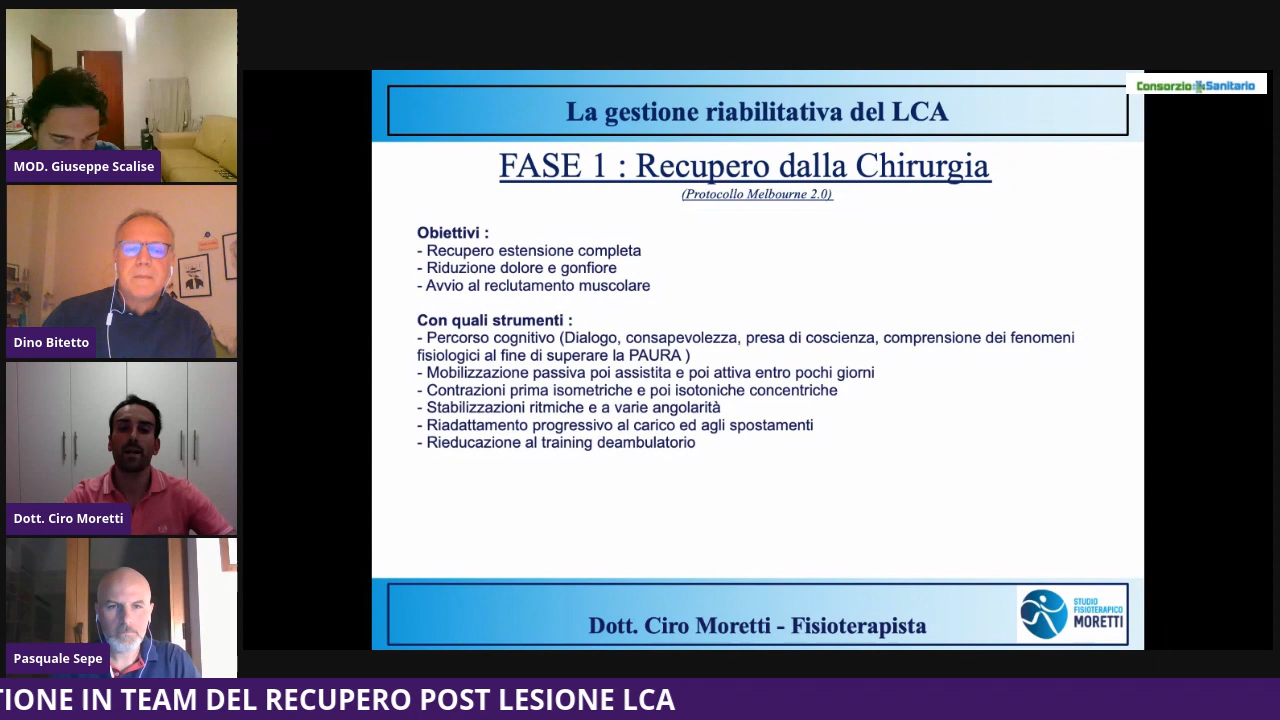 MOD. Giuseppe Scalise
Dino Bitetto
Dott. Ciro Moretti
Pasquale Sepe
Consorzio Sanitario
La gestione riabilitativa del LCA
FASE 1 : Recupero dalla Chirurgia
(Protocollo Melbourne 2.0)
Obiettivi :
- Recupero estensione completa
- Riduzione dolore e gonfiore
- Avvio al reclutamento muscolare
Con quali strumenti :
- Percorso cognitivo (Dialogo, consapevolezza, presa di coscienza, comprensione dei fenomeni
fisiologici al fine di superare la PAURA )
- Mobilizzazione passiva poi assistita e poi attiva entro pochi giorni
- Contrazioni prima isometriche e poi isotoniche concentriche
- Stabilizzazioni ritmiche e a varie angolarità
- Riadattamento progressivo al carico ed agli spostamenti
- Rieducazione al training deambulatorio
Dott. Ciro Moretti - Fisioterapista
STUDIO
FISIOTERAPICO
MORETTI
TIONE IN TEAM DEL RECUPERO POST LESIONE LCA